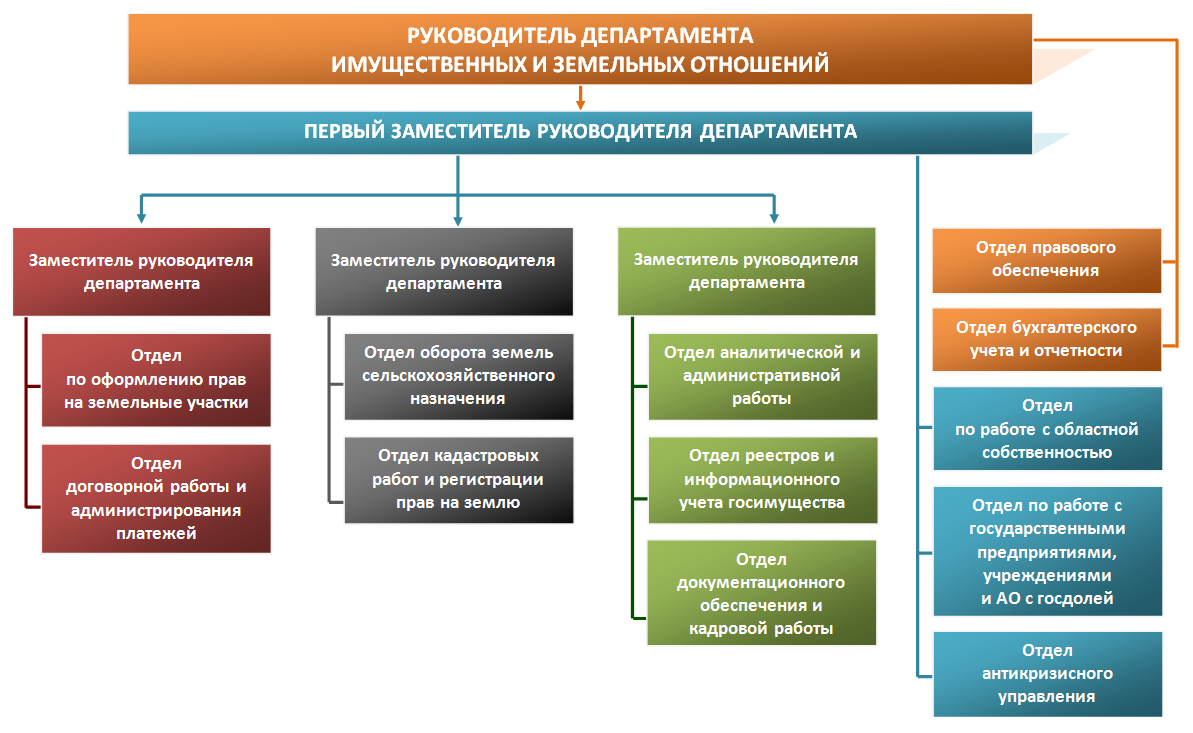 РУКОВОДИТЕЛЬ ДЕПАРТАМЕНТА
ИМУЩЕСТВЕННЫХ И ЗЕМЕЛЬНЫХ ОТНОШЕНИЙ
ПЕРВЫЙ ЗАМЕСТИТЕЛЬ РУКОВОДИТЕЛЯ ДЕПАРТАМЕНТА
Заместитель руководителя
департамента
Отдел
по оформлению прав
на земельные участки
Отдел
договорной работы и
администрирования
платежей
Заместитель руководителя
департамента
Отдел оборота земель
сельскохозяйственного
назначения
Отдел кадастровых
работ и регистрации
прав на землю
Заместитель руководителя
департамента
Отдел аналитической и
административной
работы
Отдел реестров и
информационного
учета госимущества
Отдел
документационного
обеспечения и
кадровой работы
Отдел правового
обеспечения
Отдел бухгалтерского
учета и отчетности
Отдел
по работе с областной
собственностью
Отдел по работе с
государственными
предприятиями,
учреждениями
и АО с госдолей
Отдел
антикризисного
управления